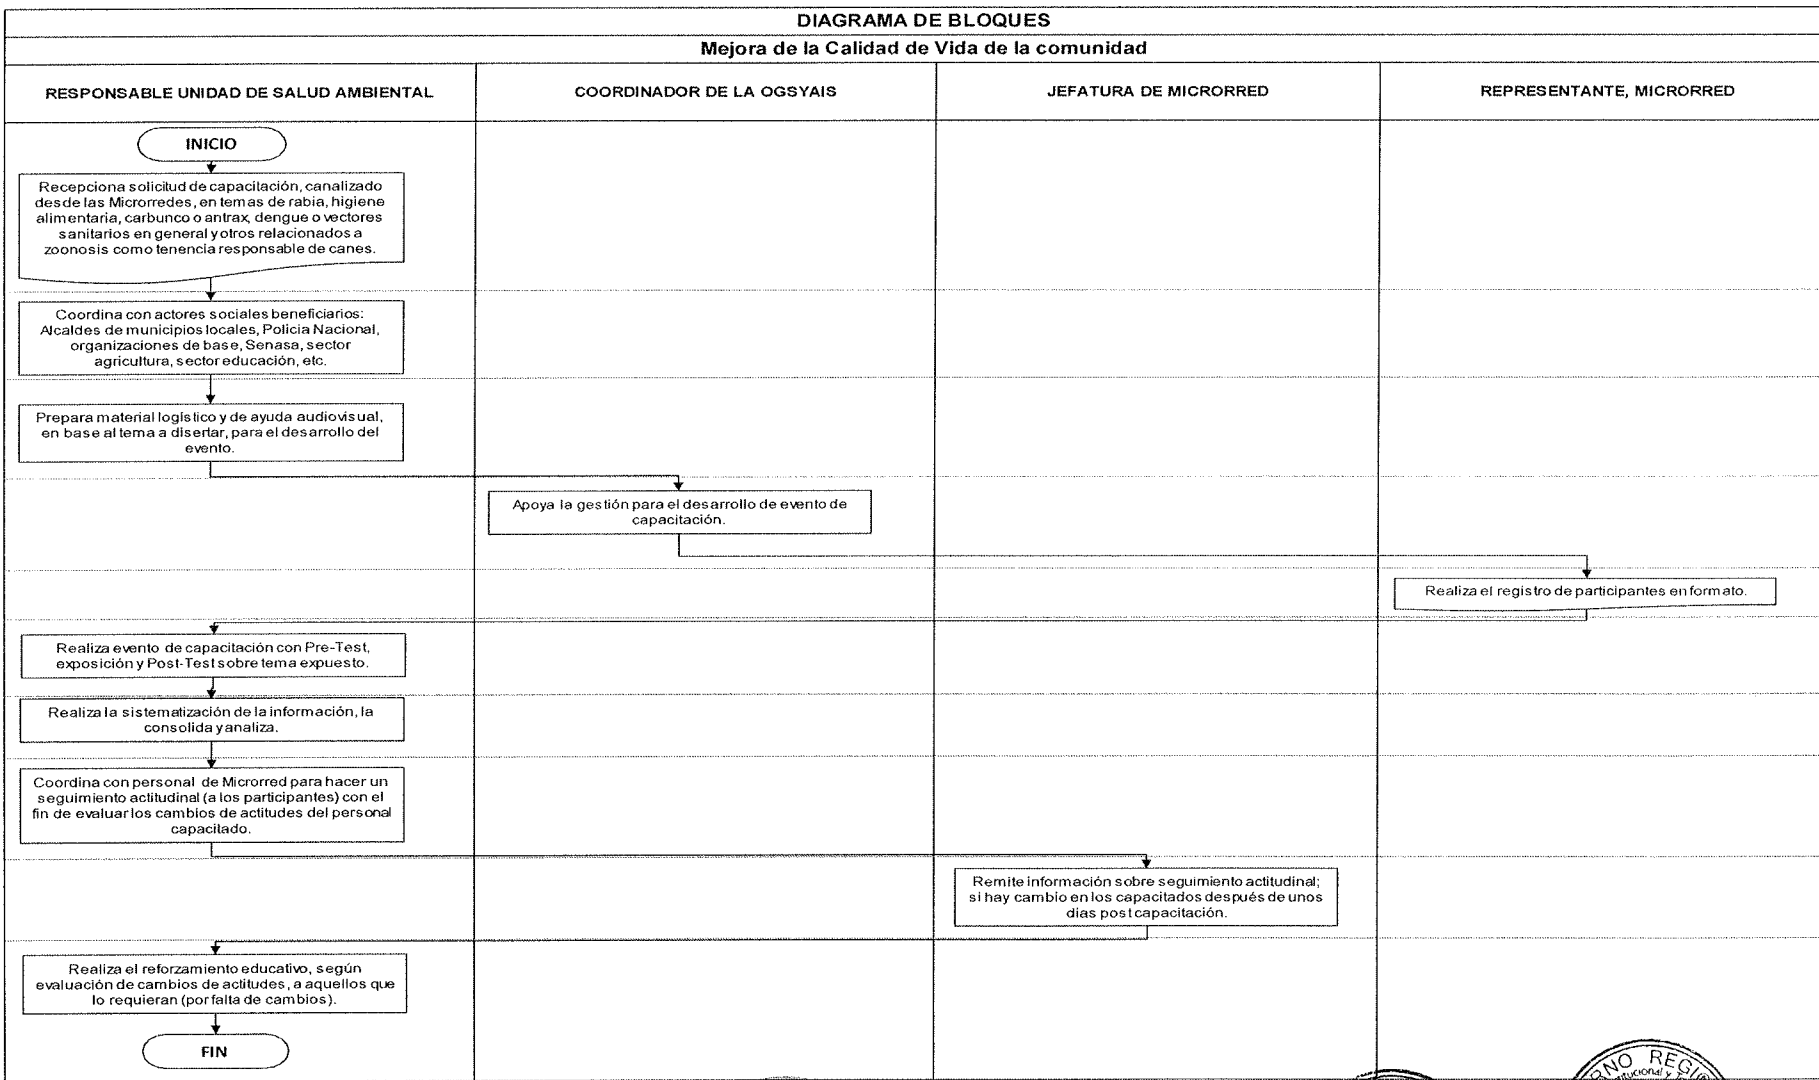 DIAGRAMA DE BLOQUES
Mejora de la Calidad de Vida de la comunidad
RESPONSABLE UNIDAD DE SALUD AMBIENTAL
COORDINADOR DE LA OGSYAIS
JEFATURA DE MICRORRED
REPRESENTANTE, MICRORRED
INICIO
Recepciona solicitud de capacitación, canalizado
desde las Microrredes, en temas de rabia, higiene
alimentaria, carbunco o antrax, dengue o vectores
sanitarios en general y otros relacionados a
zoonosis como tenencia responsable de canes.
Coordina con actores sociales beneficiarios:
Alcaldes de municipios locales, Policia Nacional,
organizaciones de base, Senasa, sector
agricultura, sector educación, etc.
Prepara material logístico y de ayuda audiovisual,
en base al tema a disertar, para el desarrollo del
evento.
Apoya la gestión para el desarrollo de evento de
capacitación.
Realiza el registro de participantes en formato.
Realiza evento de capacitación con Pre-Test,
exposición y Post-Test sobre tema expuesto.
Realiza la sistematización de la información, la
consolida y analiza.
Coordina con personal de Microrred para hacer un
seguimiento actitudinal (a los participantes) con el
fin de evaluar los cambios de actitudes del personal
capacitado.
Remite información sobre seguimiento actitudinal;
si hay cambio en los capacitados después de unos
dias post capacitación.
Realiza el reforzamiento educativo, según
evaluación de cambios de actitudes, a aquellos que
lo requieran (por falta de cambios).
FIN